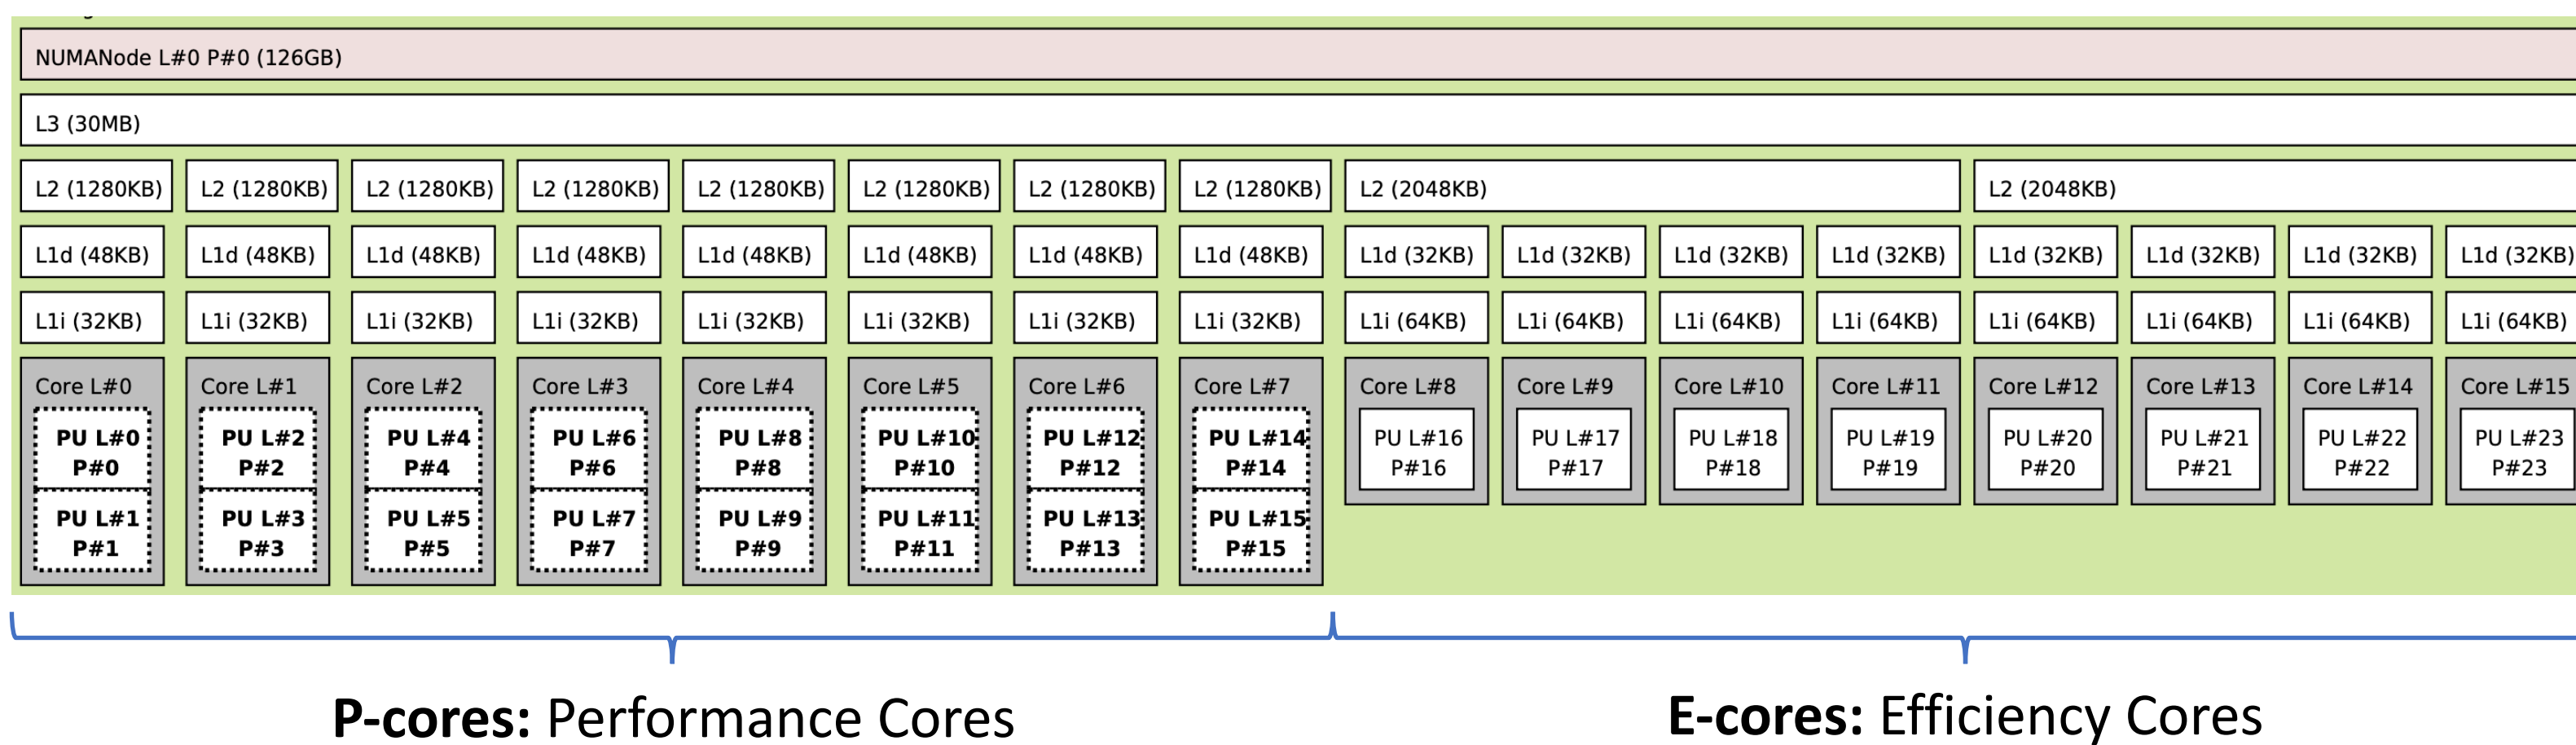 NUMANode L#0 P#0 (126GB)
L3 (30MB)
L2 (1280KB) L2 (1280KB) L2 (1280KB) L2 (1280KB) L2 (1280KB) L2 (1280KB) L2 (1280KB) L2 (1280KB) L2 (2048KB) L2 (2048KB)
L1d (48KB) L1d (48KB) L1d (48KB) L1d (48KB) L1d (48KB) L1d (48KB) L1d (48KB) L1d (48KB) L1d (32KB) L1d (32KB) L1d (32KB) L1d (32KB) L1d (32KB) L1d (32KB) L1d (32KB) L1d (32KB)
L1i (32KB) L1i (32KB) L1i (32KB) L1i (32KB) L1i (32KB) L1i (32KB) L1i (32KB) L1i (32KB) L1i (64KB) L1i (64KB) L1i (64KB) L1i (64KB) L1i (64KB) L1i (64KB) L1i (64KB) L1i (64KB)
Core L#0 Core L#1 Core L#2 Core L#3 Core L#4 Core L#5 Core L#6 Core L#7 Core L#8 Core L#9 Core L#10 Core L#11 Core L#12 Core L#13 Core L#14 Core L#15
PU L#0 PU L#2 PU L#4 PU L#6 PU L#8 PU L#10 PU L#12 PU L#14 PU L#16 PU L#17 PU L#18 PU L#19 PU L#20 PU L#21 PU L#22 PU L#23
P#0 P#2 P#4 P#6 P#8 P#10 P#12 P#14 P#16 P#17 P#18 P#19 P#20 P#21 P#22 P#23
PU L#1 PU L#3 PU L#5 PU L#7 PU L#9 PU L#11 PU L#13 PU L#15
P#1 P#3 P#5 P#7 P#9 P#11 P#13 P#15
P-cores: Performance Cores E-cores: Efficiency Cores